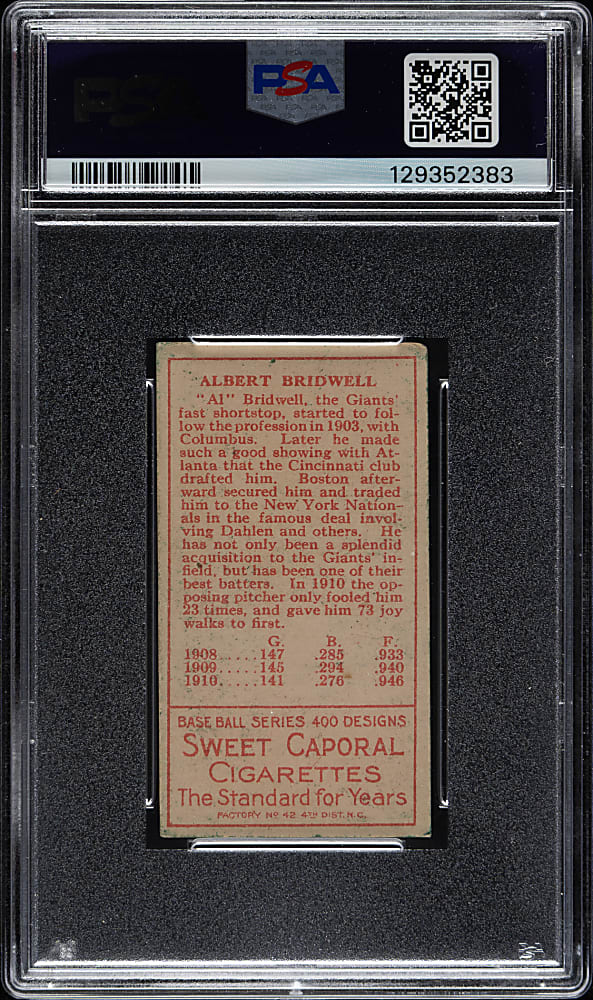 PSA
129352383
ALBERT BRIDWELL
"Al" Bridwell, the Giants'
fast shortstop, started to fol-
low the profession in 1903, with
Columbus. Later he made
such a good showing with At-
lanta that the Cincinnati club
drafted him. Boston after-
ward secured him and traded
him to the New York Nation-
als in the famous deal invol-
ving Dahlen and others. He
has not only been a splendid
acquisition to the Giants' in-
field, but has been one of their
best batters. In 1910 the op-
posing pitcher only fooled him
23 times, and gave him 73 joy
walks to first.
G. B. F.
1908.....147 .285 .933
1909.....145 .294 .940
1910.....141 .276 .946
BASE BALL SERIES 400 DESIGNS
SWEET CAPORAL
CIGARETTES
The Standard for Years
FACTORY No 42 4TH DIST. N.C.